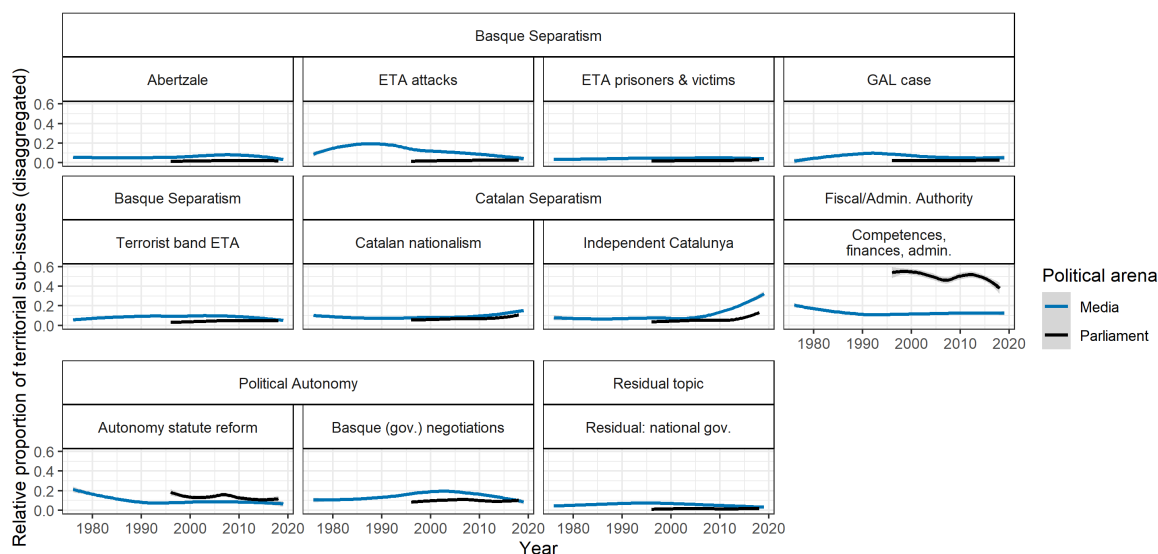 Relative proportion of territorial sub-issues (disaggregated)
Basque Separatism
Abertzale
ETA attacks
ETA prisoners & victims
GAL case
0.6
0.4
0.2
0.0
Basque Separatism
Catalan Separatism
Fiscal/Admin. Authority
Terrorist band ETA
Catalan nationalism
Independent Catalunya
Competences,
finances, admin.
0.6
0.4
0.2
0.0
1980 1990 2000 2010 2020
Political Autonomy
Residual topic
Autonomy statute reform
Basque (gov.) negotiations
Residual: national gov.
0.6
0.4
0.2
0.0
1980 1990 2000 2010 2020
1980 1990 2000 2010 2020
1980 1990 2000 2010 2020
Year
Political arena
Media
Parliament